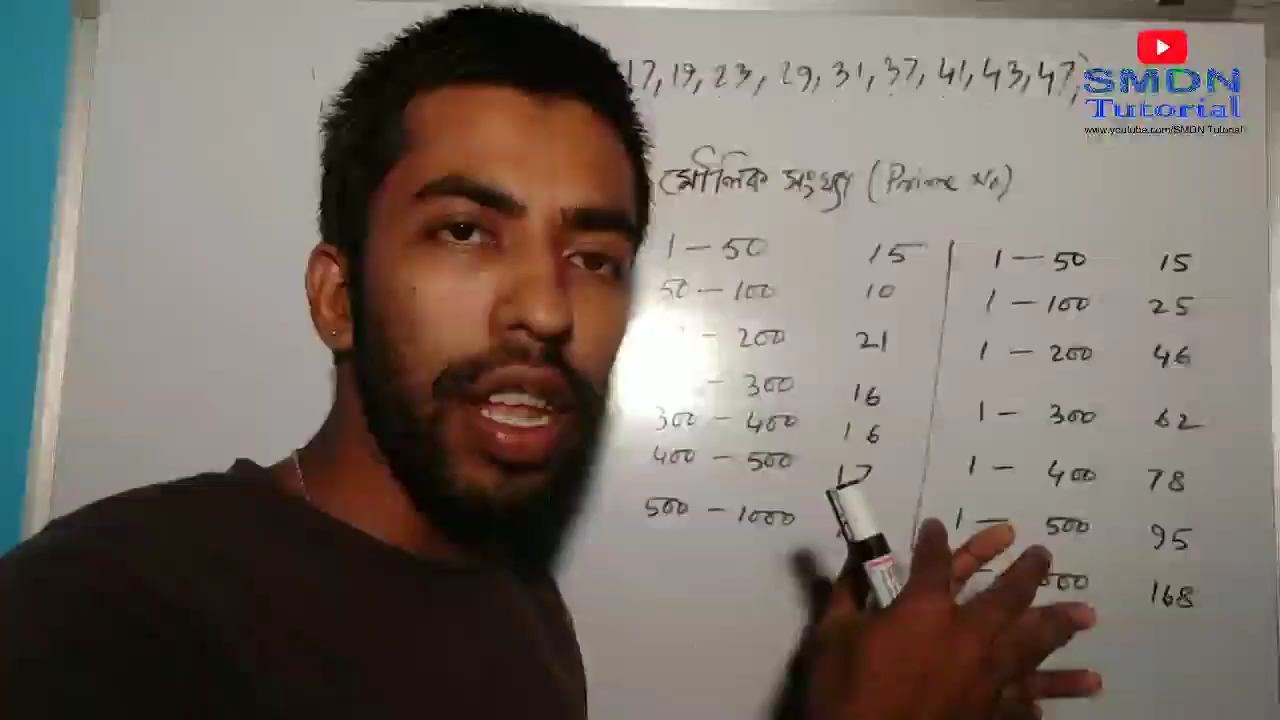 17, 19, 23, 29, 31, 37, 41, 43, 47,
SMDN
Tutorial
www.youtube.com/SMDN Tutorial
মৌলিক সংখ্যা (Prime No)
1 - 50 15 1 - 50 15
50 - 100 10 1 - 100 25
- 200 21 1 - 200 46
- 300 16 1 - 300 62
300 - 400 16 1 - 400 78
400 - 500 17 1 - 500 95
500 - 1000 168